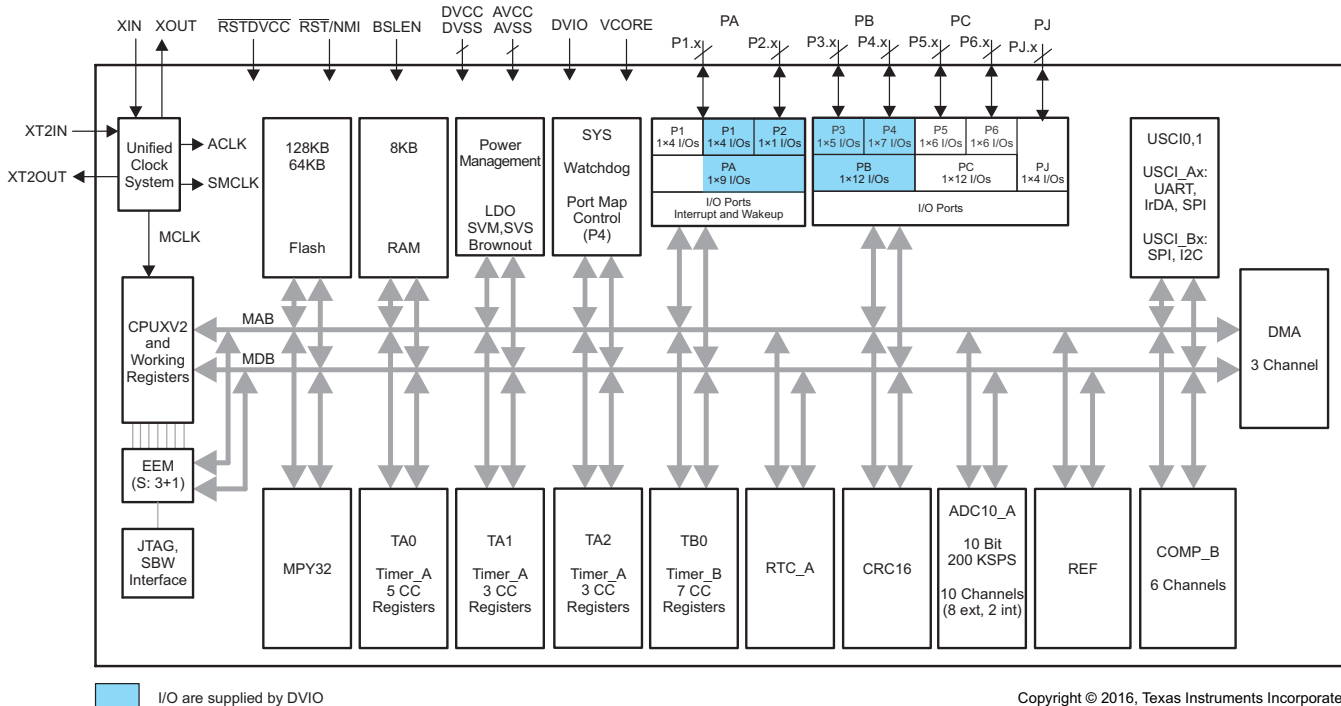 XIN XOUT RSTDVCC RST/NMI BSLEN DVCC DVSS AVCC AVSS DVIO VCORE
PA PB PC PJ
P1.x P2.x P3.x P4.x P5.x P6.x PJ.x
XT2IN
XT2OUT
Unified
Clock
System
ACLK
SMCLK
MCLK
128KB
64KB
Flash
8KB
RAM
Power
Management
LDO
SVM,SVS
Brownout
SYS
Watchdog
Port Map
Control
(P4)
P1
1×4 I/Os
P1
1×4 I/Os
P2
1×1 I/Os
PA
1×9 I/Os
I/O Ports
Interrupt and Wakeup
P3
1×5 I/Os
P4
1×7 I/Os
P5
1×6 I/Os
P6
1×6 I/Os
PB
1×12 I/Os
PC
1×12 I/Os
PJ
1×4 I/Os
I/O Ports
USCI0,1
USCI_Ax:
UART,
IrDA, SPI
USCI_Bx:
SPI, I2C
CPUXV2
and
Working
Registers
MAB
MDB
DMA
3 Channel
EEM
(S: 3+1)
JTAG,
SBW
Interface
MPY32
TA0
Timer_A
5 CC
Registers
TA1
Timer_A
3 CC
Registers
TA2
Timer_A
3 CC
Registers
TB0
Timer_B
7 CC
Registers
RTC_A
CRC16
ADC10_A
10 Bit
200 KSPS
10 Channels
(8 ext, 2 int)
REF
COMP_B
6 Channels
I/O are supplied by DVIO
Copyright © 2016, Texas Instruments Incorporate